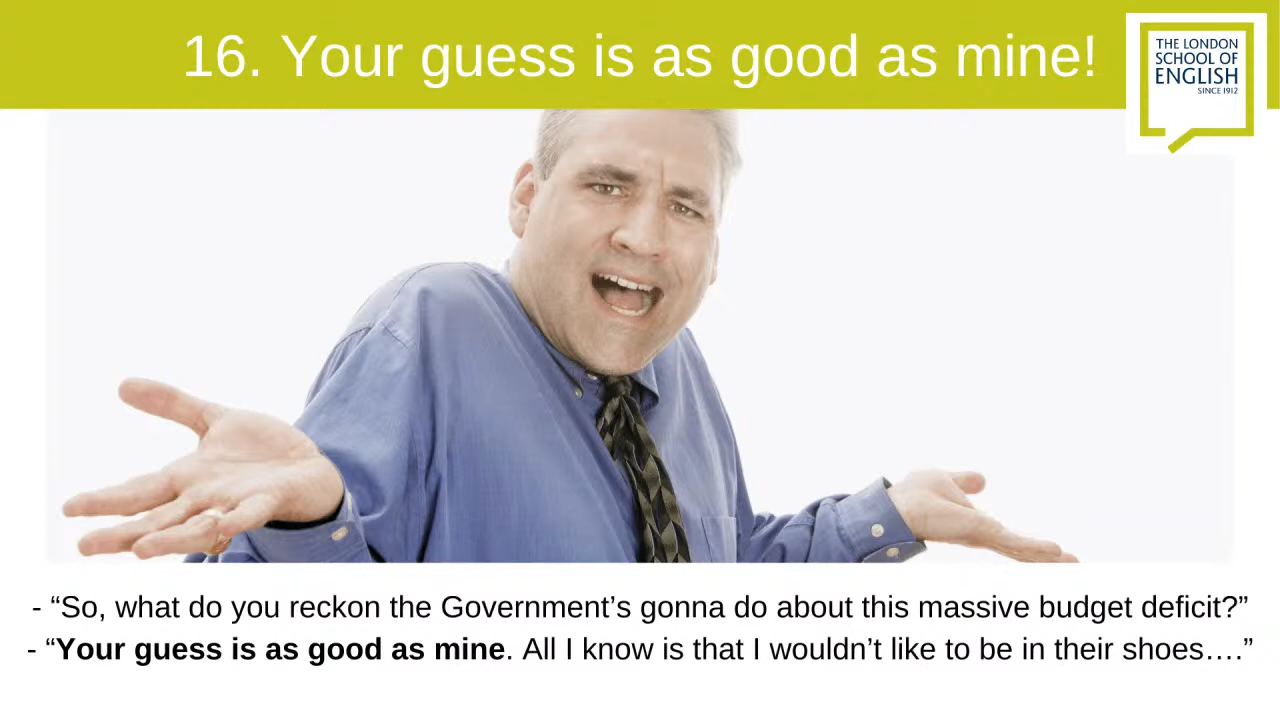 16. Your guess is as good as mine!
THE LONDON
SCHOOL OF
ENGLISH
SINCE 1912
- “So, what do you reckon the Government’s gonna do about this massive budget deficit?”
- “Your guess is as good as mine. All I know is that I wouldn’t like to be in their shoes….”